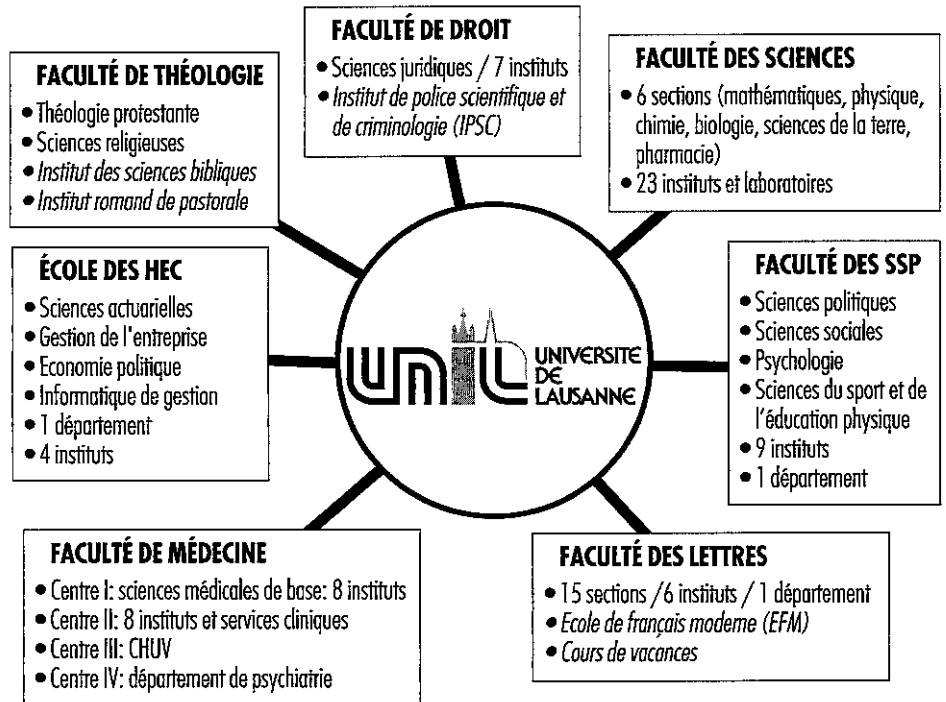 FACULTÉ DE DROIT
• Sciences juridiques / 7 instituts
• Institut de police scientifique et
de criminologie (IPSC)
FACULTÉ DE THÉOLOGIE
• Théologie protestante
• Sciences religieuses
• Institut des sciences bibliques
• Institut romand de pastorale
FACULTÉ DES SCIENCES
• 6 sections (mathématiques, physique,
chimie, biologie, sciences de la terre,
pharmacie)
• 23 instituts et laboratoires
ÉCOLE DES HEC
• Sciences actuarielles
• Gestion de l'entreprise
• Economie politique
• Informatique de gestion
• 1 département
• 4 instituts
unil
UNIVERSITE
DE
LAUSANNE
FACULTÉ DES SSP
• Sciences politiques
• Sciences sociales
• Psychologie
• Sciences du sport et de
l'éducation physique
• 9 instituts
• 1 département
FACULTÉ DE MÉDECINE
• Centre I: sciences médicales de base: 8 instituts
• Centre II: 8 instituts et services cliniques
• Centre III: CHUV
• Centre IV: département de psychiatrie
FACULTÉ DES LETTRES
• 15 sections /6 instituts / 1 département
• Ecole de français moderne (EFM)
• Cours de vacances